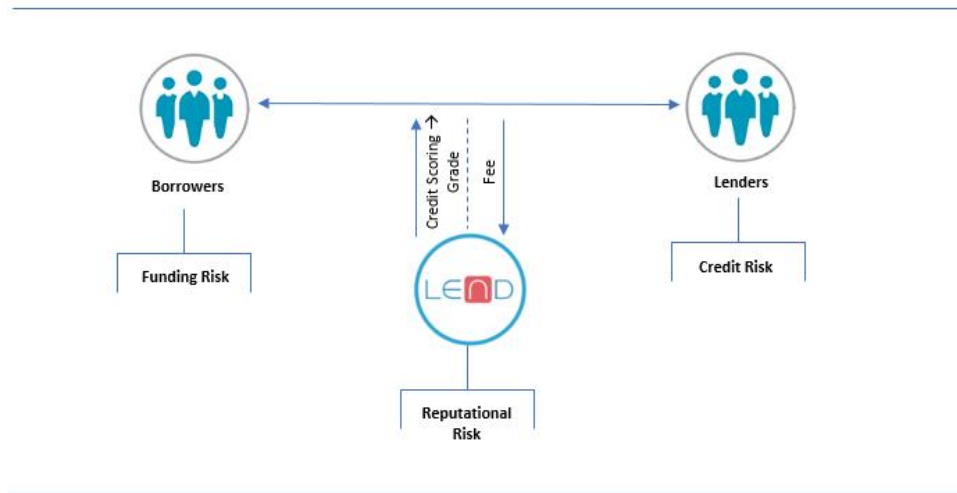 Credit Scoring →
Grade
Fee
Borrowers
Lenders
Funding Risk
Credit Risk
LEND
Reputational
Risk